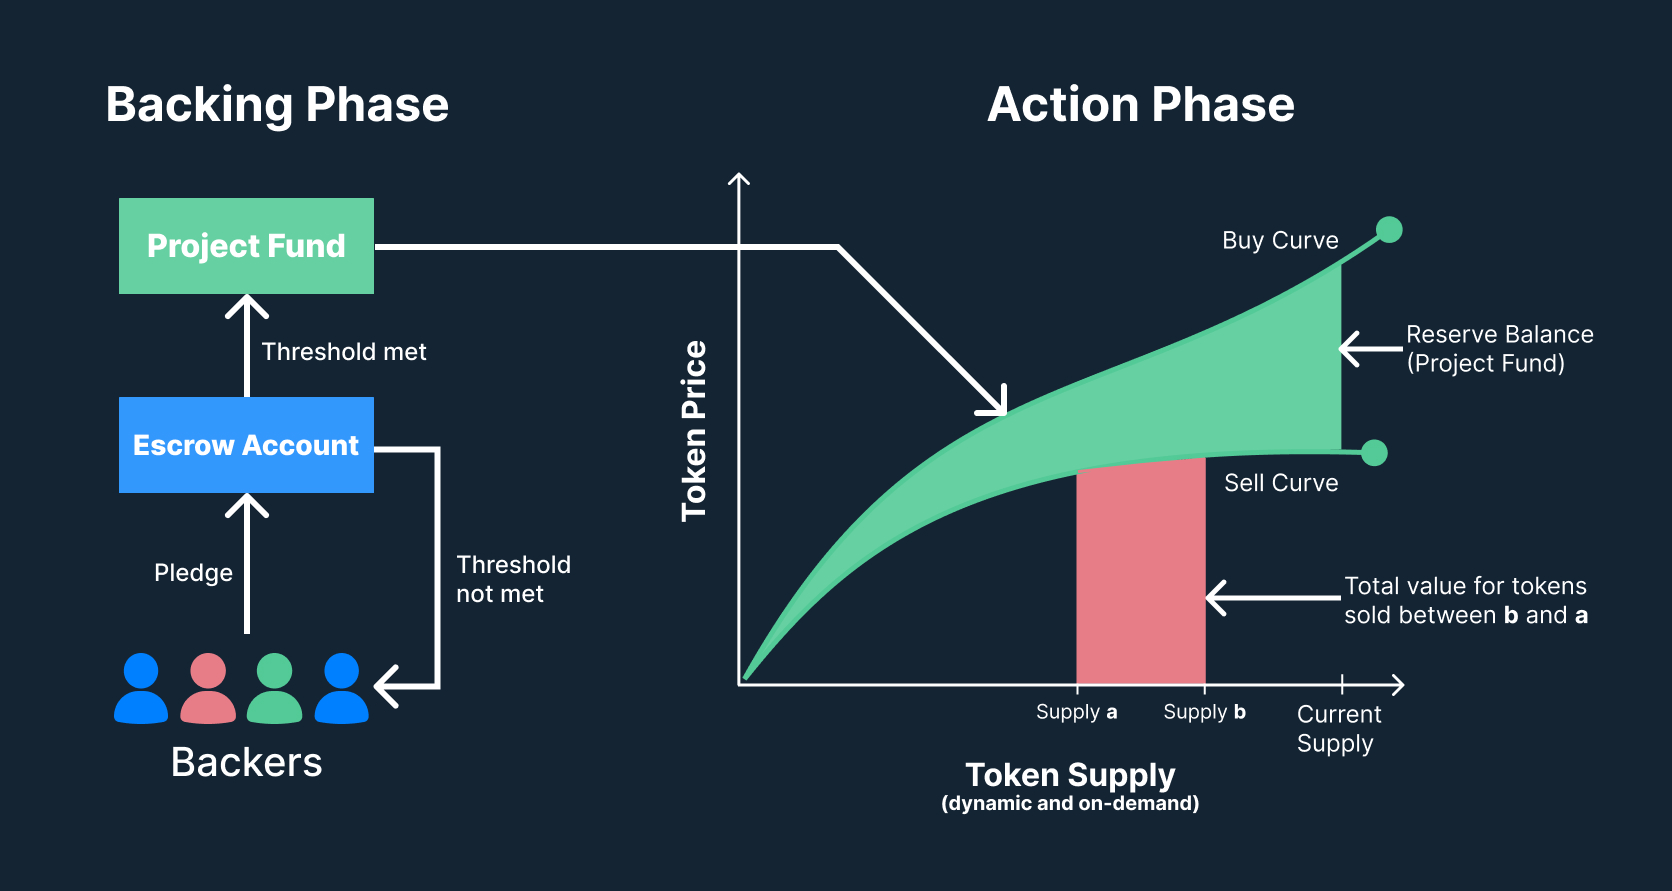 Backing Phase
Project Fund
Threshold met
Escrow Account
Pledge
Threshold
not met
Backers
Action Phase
Token Price
Buy Curve
Reserve Balance
(Project Fund)
Sell Curve
Total value for tokens
sold between b and a
Supply a
Supply b
Current
Supply
Token Supply
(dynamic and on-demand)